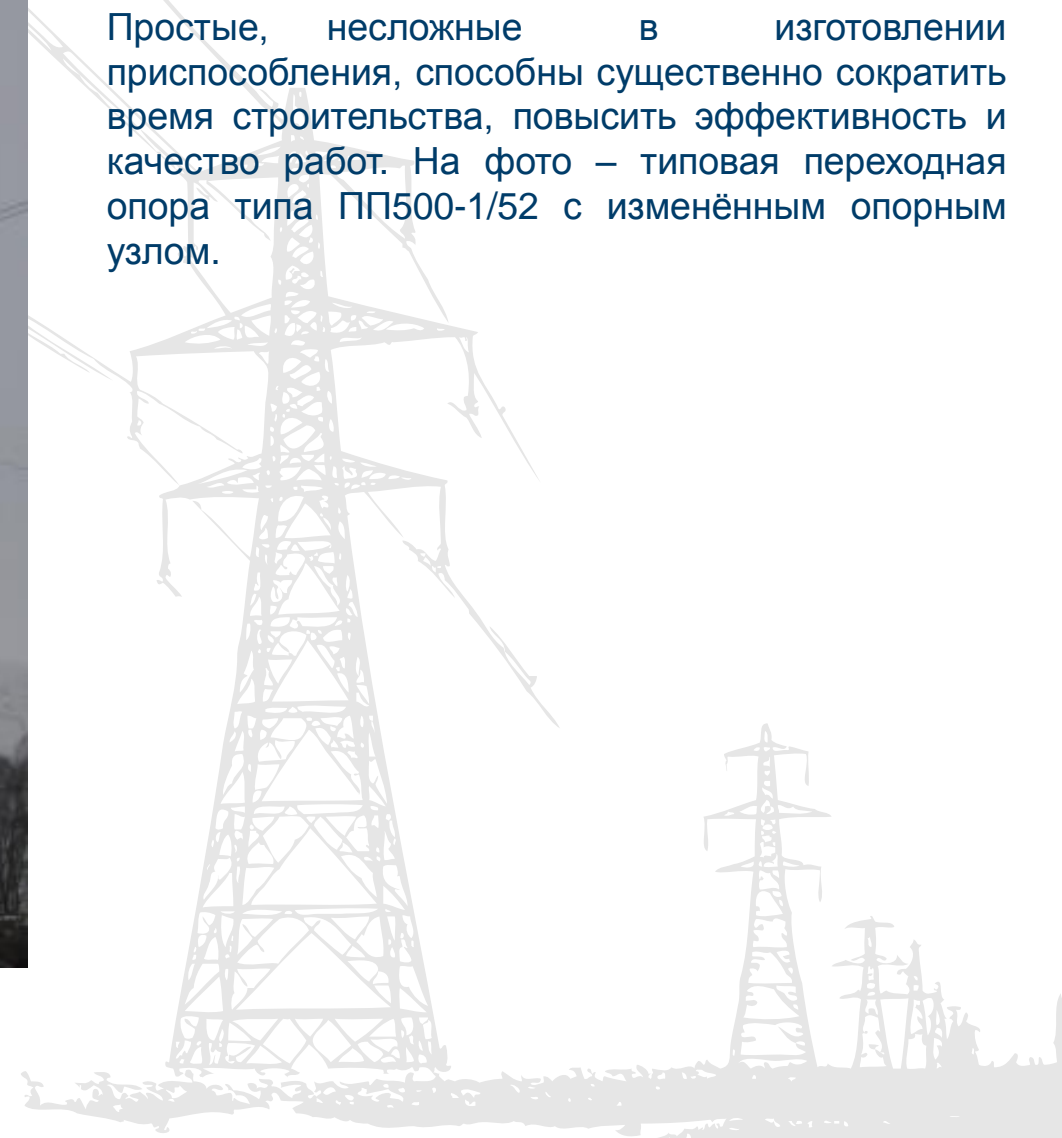 Простые, несложные в изготовлении
приспособления, способны существенно сократить
время строительства, повысить эффективность и
качество работ. На фото – типовая переходная
опора типа ПП500-1/52 с изменённым опорным
узлом.